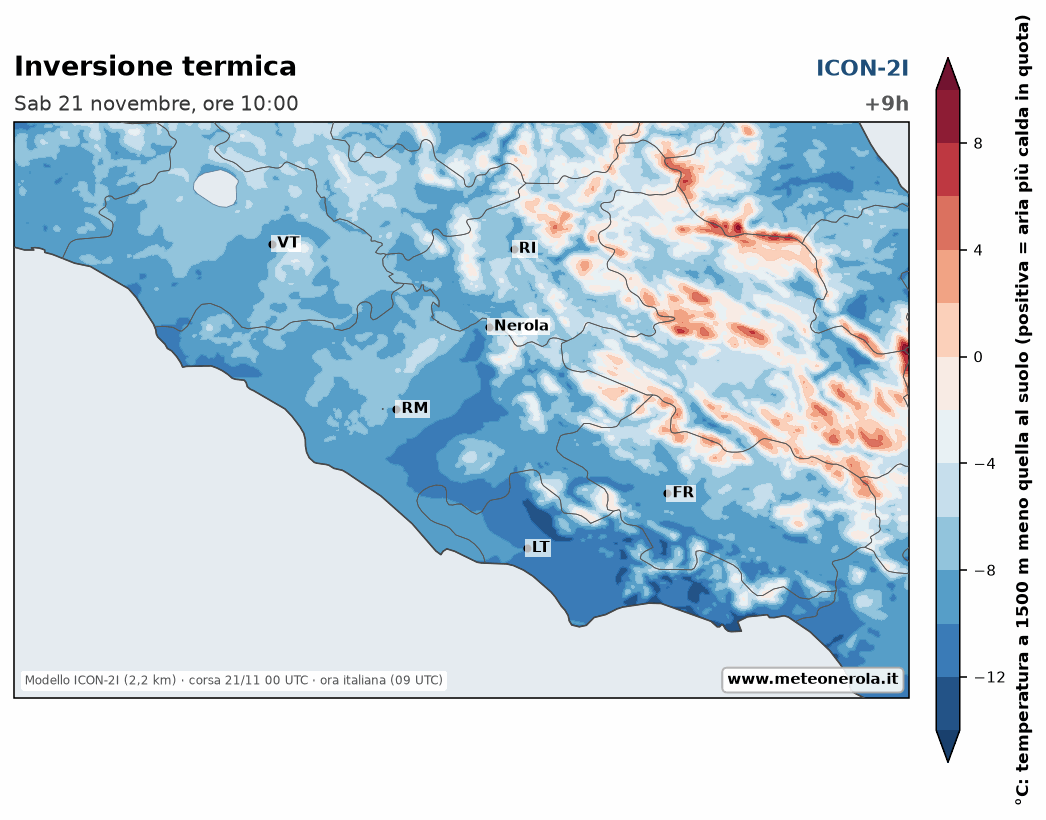 Inversione termica
ICON-2I
Sab 21 novembre, ore 10:00
+9h
VT
RI
Nerola
RM
FR
LT
Modello ICON-2I (2,2 km) · corsa 21/11 00 UTC · ora italiana (09 UTC)
www.meteonerola.it
8
4
0
−4
−8
−12
°C: temperatura a 1500 m meno quella al suolo (positiva = aria più calda in quota)